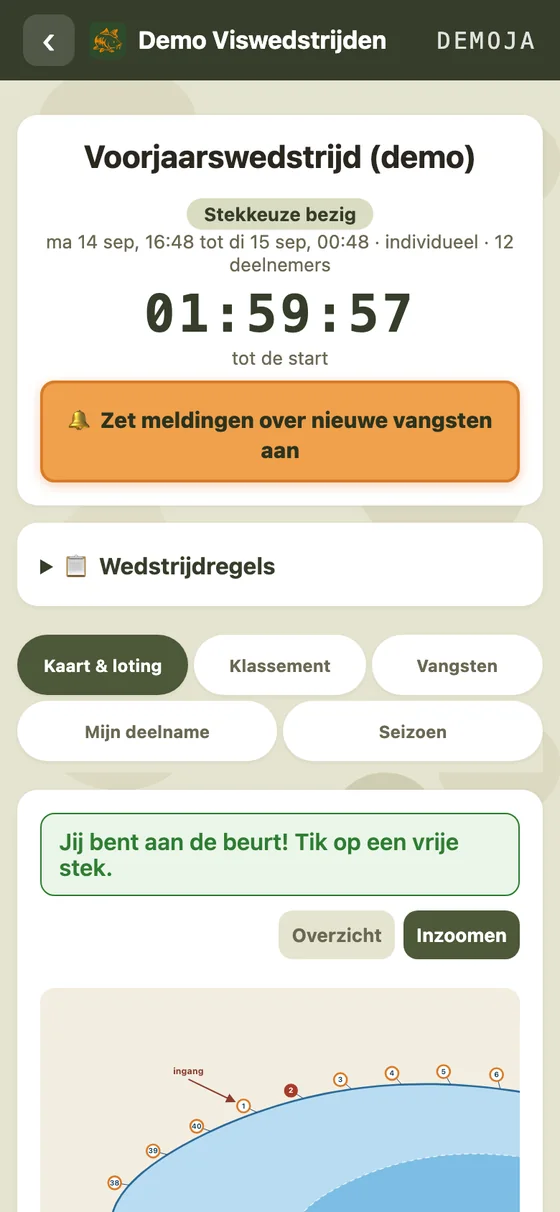 Demo Viswedstrijden
DEMOJA
Voorjaarswedstrijd (demo)
Stekkeuze bezig
ma 14 sep, 16:48 tot di 15 sep, 00:48 · individueel · 12
deelnemers
01:59:57
tot de start
Zet meldingen over nieuwe vangsten
aan
Wedstrijdregels
Kaart & loting
Klassement
Vangsten
Mijn deelname
Seizoen
Jij bent aan de beurt! Tik op een vrije
stek.
Overzicht
Inzoomen
ingang
1
2
3
4
5
6
40
39
38